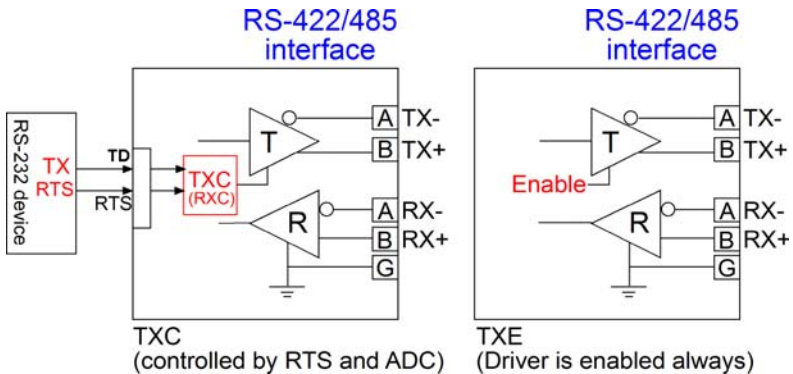 RS-422/485
interface
RS-232 device
TX
RTS
TD
RTS
TXC
(RXC)
T
A TX-
B TX+
R
A RX-
B RX+
G
TXC
(controlled by RTS and ADC)
RS-422/485
interface
T
Enable
A TX-
B TX+
R
A RX-
B RX+
G
TXE
(Driver is enabled always)